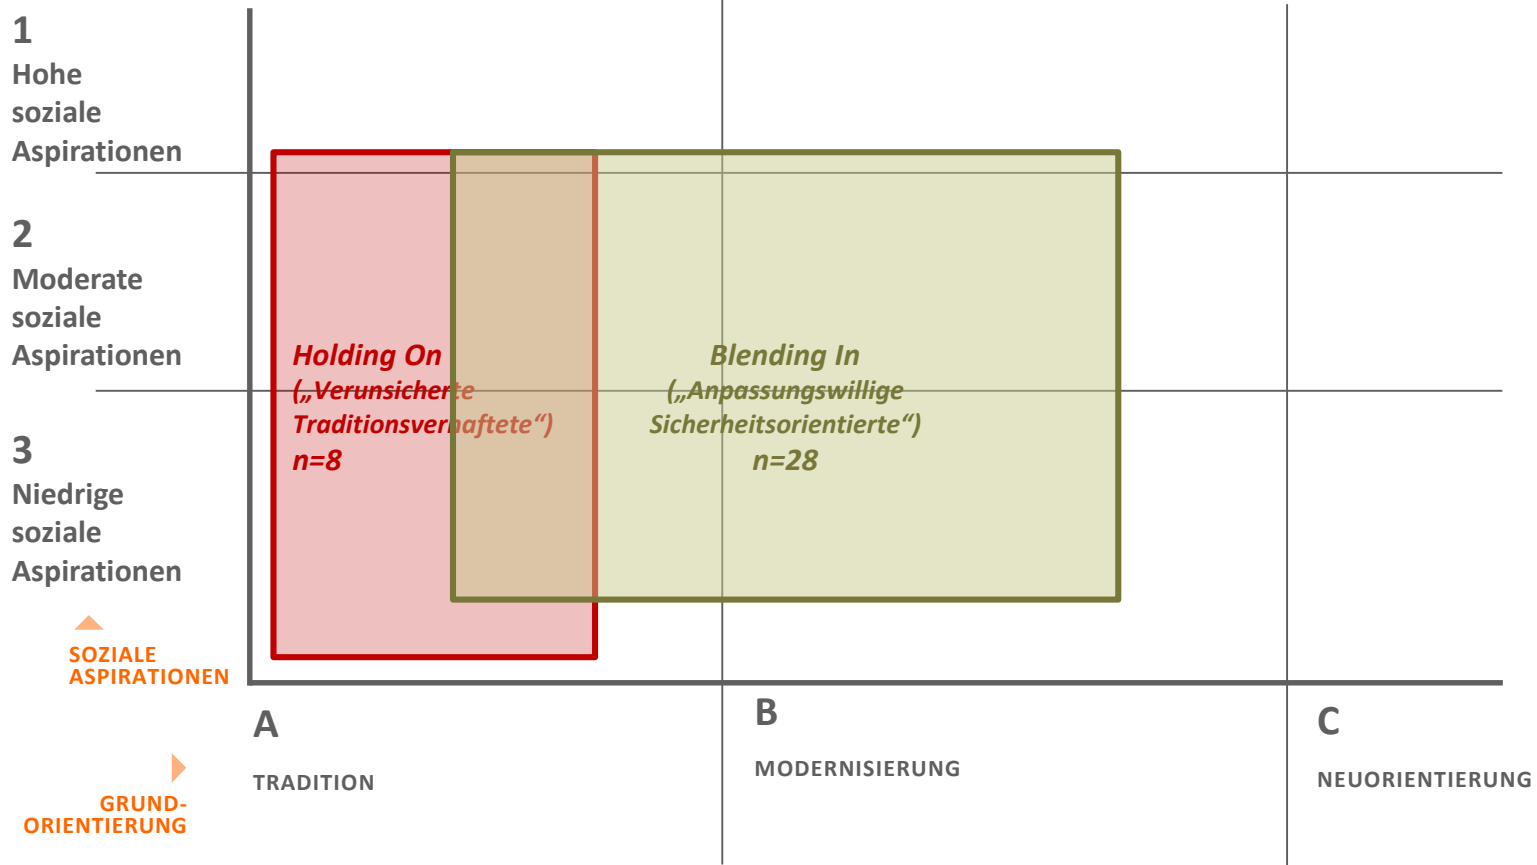 1
Hohe
soziale
Aspirationen
2
Moderate
soziale
Aspirationen
3
Niedrige
soziale
Aspirationen
SOZIALE
ASPIRATIONEN
GRUND-
ORIENTIERUNG
Holding On
(„Verunsicherte
Traditionsverhaftete“)
n=8
Blending In
(„Anpassungswillige
Sicherheitsorientierte“)
n=28
A
TRADITION
B
MODERNISIERUNG
C
NEUORIENTIERUNG